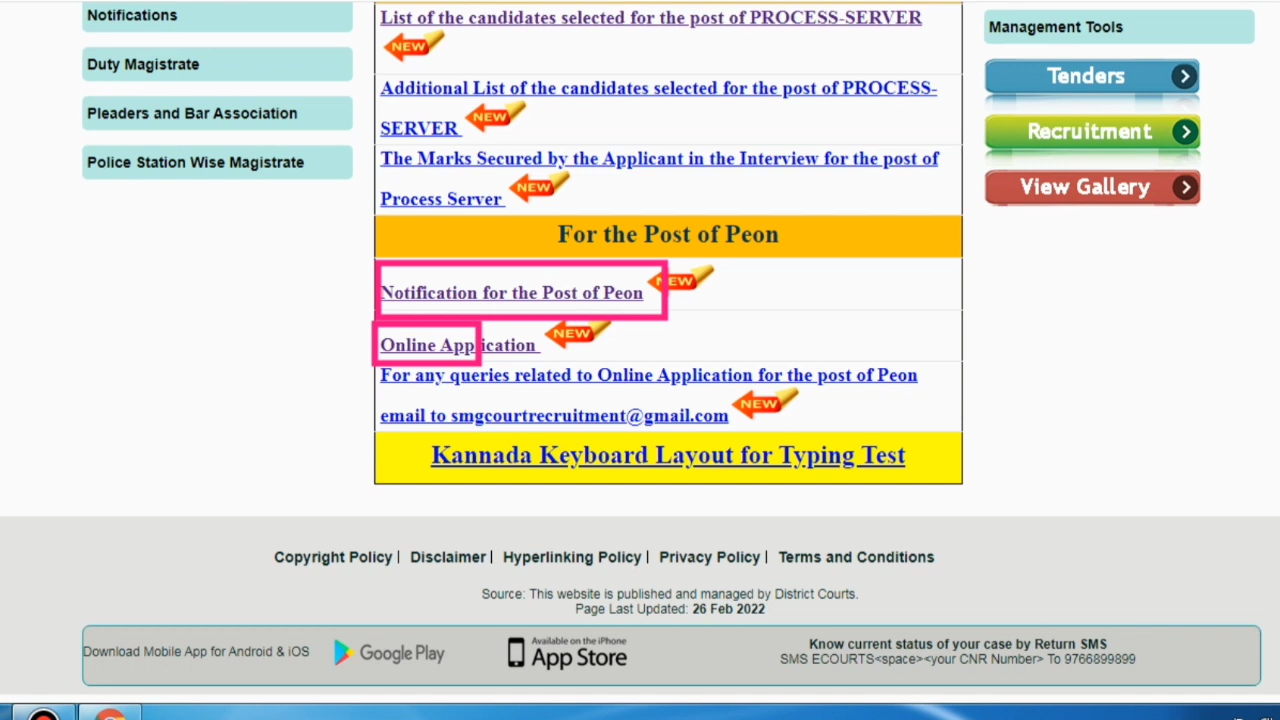 Notifications
Duty Magistrate
Pleaders and Bar Association
Police Station Wise Magistrate
List of the candidates selected for the post of PROCESS-SERVER
NEW
Additional List of the candidates selected for the post of PROCESS-
SERVER NEW
The Marks Secured by the Applicant in the Interview for the post of
Process Server NEW
For the Post of Peon
Notification for the Post of Peon NEW
Online Application NEW
For any queries related to Online Application for the post of Peon
email to smgcourtrecruitment@gmail.com NEW
Kannada Keyboard Layout for Typing Test
Management Tools
Tenders
Recruitment
View Gallery
Copyright Policy | Disclaimer | Hyperlinking Policy | Privacy Policy | Terms and Conditions
Source: This website is published and managed by District Courts.
Page Last Updated: 26 Feb 2022
Download Mobile App for Android & iOS
Google Play
Available on the iPhone
App Store
Know current status of your case by Return SMS
SMS ECOURTS<space><your CNR Number> To 9766899899